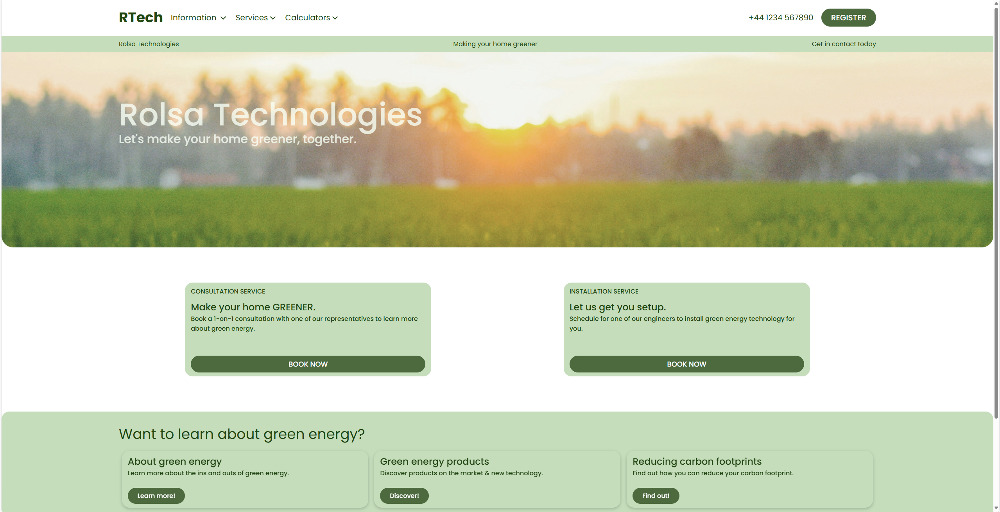 RTech Information Services Calculators +44 1234 567890 REGISTER
Rolsa Technologies Making your home greener Get in contact today
Rolsa Technologies
Let's make your home greener, together.
CONSULTATION SERVICE
Make your home GREENER.
Book a 1-on-1 consultation with one of our representatives to learn more
about green energy.
BOOK NOW
INSTALLATION SERVICE
Let us get you setup.
Schedule for one of our engineers to install green energy technology for
you.
BOOK NOW
Want to learn about green energy?
About green energy
Learn more about the ins and outs of green energy.
Learn more!
Green energy products
Discover products on the market & new technology.
Discover!
Reducing carbon footprints
Find out how you can reduce your carbon footprint.
Find out!